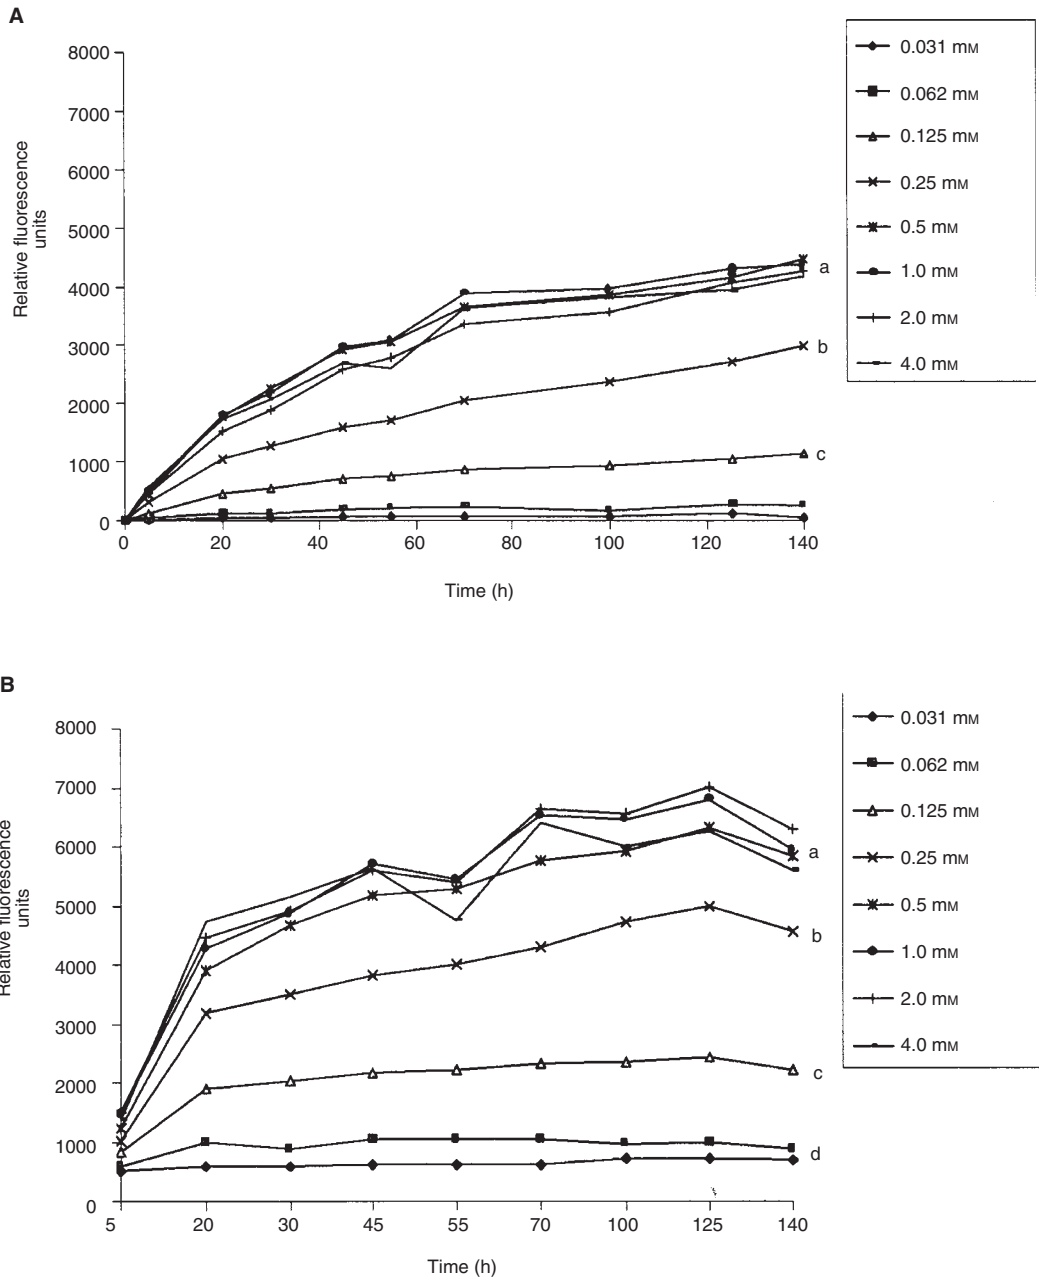 A
8000
7000
6000
5000
4000
3000
2000
1000
0
Relative fluorescence
units
0 20 40 60 80 100 120 140
Time (h)
a
b
c
0.031 mM
0.062 mM
0.125 mM
0.25 mM
0.5 mM
1.0 mM
2.0 mM
4.0 mM
B
8000
7000
6000
5000
4000
3000
2000
1000
0
Relative fluorescence
units
5 20 30 45 55 70 100 125 140
Time (h)
a
b
c
d
0.031 mM
0.062 mM
0.125 mM
0.25 mM
0.5 mM
1.0 mM
2.0 mM
4.0 mM